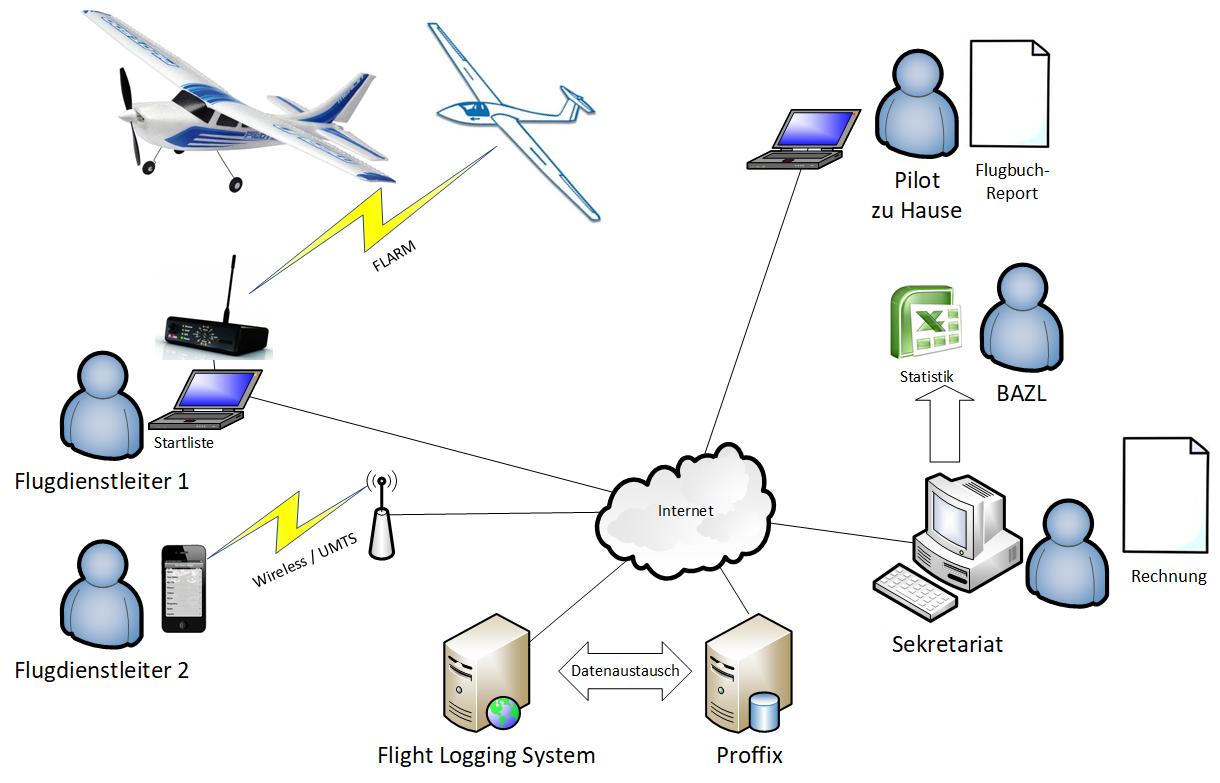 FLARM
Pilot
zu Hause
Flugbuch-
Report
Statistik
BAZL
Startliste
Flugdienstleiter 1
Internet
Wireless / UMTS
Flugdienstleiter 2
Rechnung
Sekretariat
Datenaustausch
Flight Logging System
Proffix